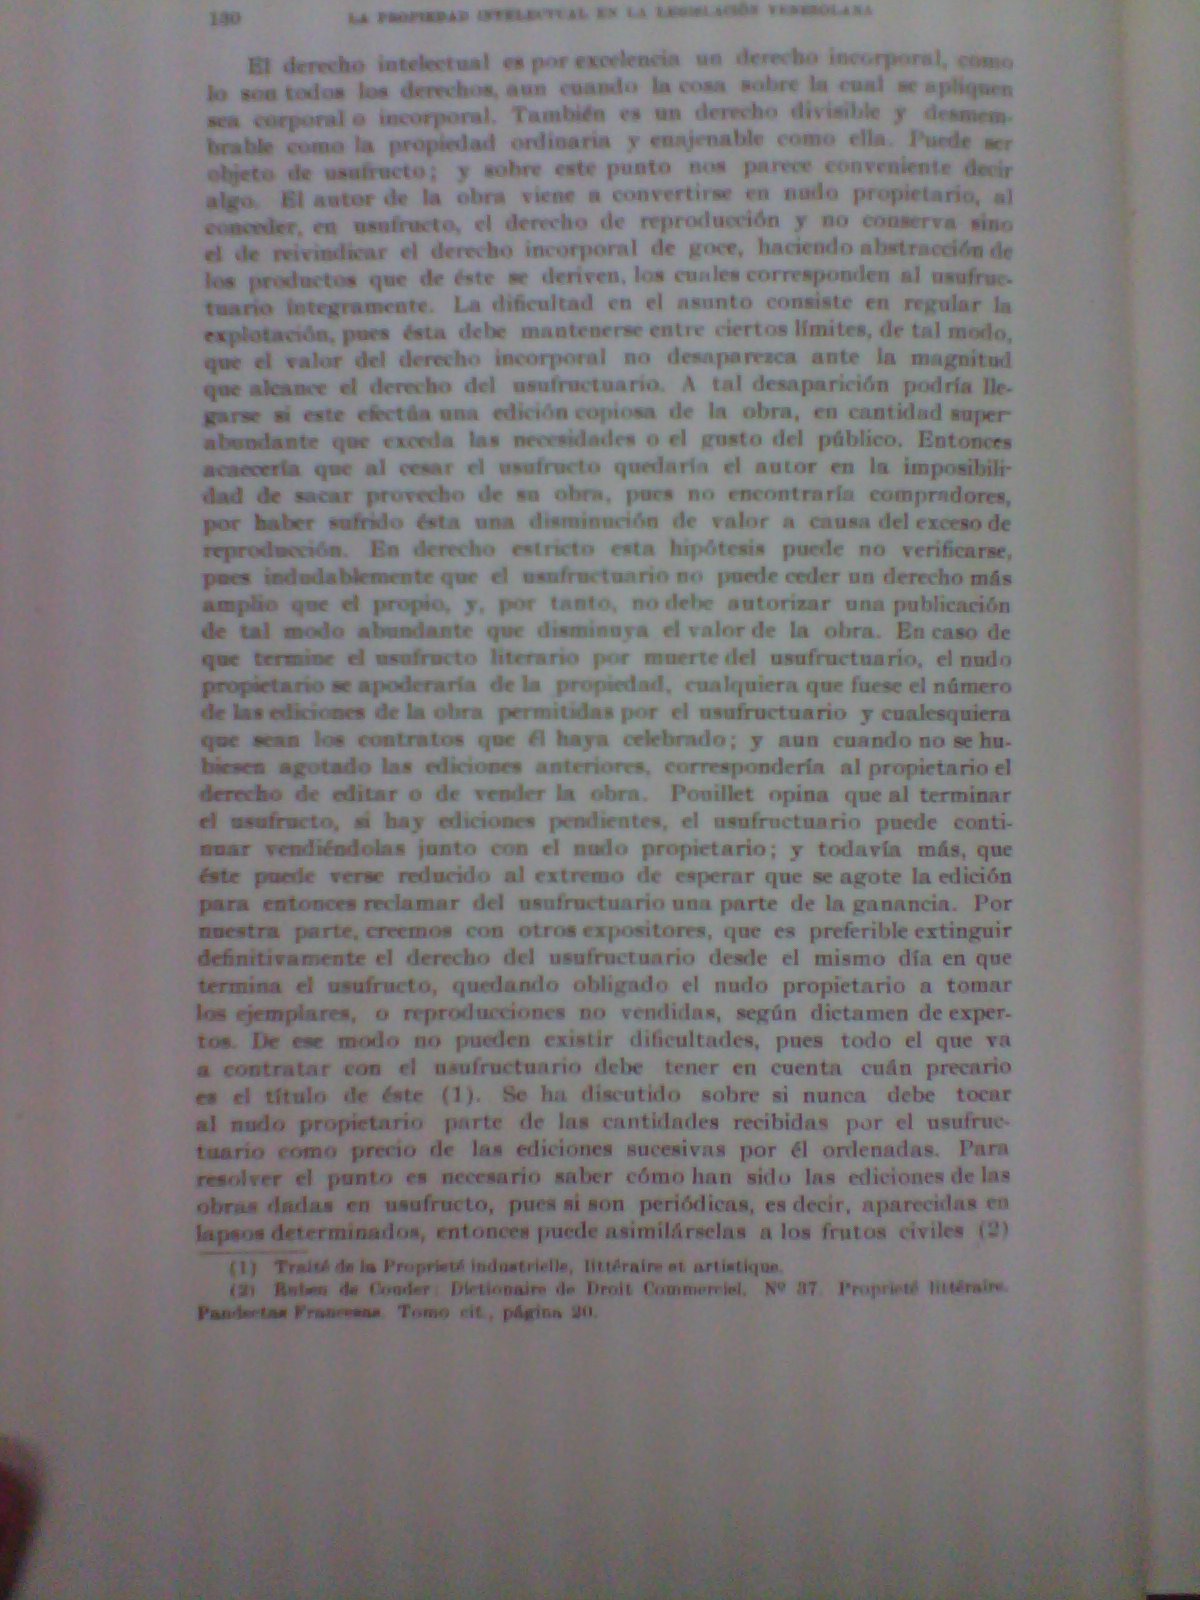 130 LA PROPIEDAD INTELECTUAL EN LA LEGISLACIÓN VENEZOLANA
El derecho intelectual es por excelencia un derecho incorporal, como
lo son todos los derechos, aun cuando la cosa sobre la cual se apliquen
sea corporal o incorporal. También es un derecho divisible y desmem-
brable como la propiedad ordinaria y enajenable como ella. Puede ser
objeto de usufructo; y sobre este punto nos parece conveniente decir
algo. El autor de la obra viene a convertirse en nudo propietario, al
conceder, en usufructo, el derecho de reproducción y no conserva sino
el de reivindicar el derecho incorporal de goce, haciendo abstracción de
los productos que de éste se deriven, los cuales corresponden al usufruc-
tuario íntegramente. La dificultad en el asunto consiste en regular la
explotación, pues ésta debe mantenerse entre ciertos límites, de tal modo,
que el valor del derecho incorporal no desaparezca ante la magnitud
que alcance el derecho del usufructuario. A tal desaparición podría lle-
garse si este efectúa una edición copiosa de la obra, en cantidad super-
abundante que exceda las necesidades o el gusto del público. Entonces
acaecería que al cesar el usufructo quedaría el autor en la imposibili-
dad de sacar provecho de su obra, pues no encontraría compradores,
por haber sufrido ésta una disminución de valor a causa del exceso de
reproducción. En derecho estricto esta hipótesis puede no verificarse,
pues indudablemente que el usufructuario no puede ceder un derecho más
amplio que el propio, y, por tanto, no debe autorizar una publicación
de tal modo abundante que disminuya el valor de la obra. En caso de
que termine el usufructo literario por muerte del usufructuario, el nudo
propietario se apoderaría de la propiedad, cualquiera que fuese el número
de las ediciones de la obra permitidas por el usufructuario y cualesquiera
que sean los contratos que él haya celebrado; y aun cuando no se hu-
biesen agotado las ediciones anteriores, correspondería al propietario el
derecho de editar o de vender la obra. Pouillet opina que al terminar
el usufructo, si hay ediciones pendientes, el usufructuario puede conti-
nuar vendiéndolas junto con el nudo propietario; y todavía más, que
éste puede verse reducido al extremo de esperar que se agote la edición
para entonces reclamar del usufructuario una parte de la ganancia. Por
nuestra parte, creemos con otros expositores, que es preferible extinguir
definitivamente el derecho del usufructuario desde el mismo día en que
termina el usufructo, quedando obligado el nudo propietario a tomar
los ejemplares, o reproducciones no vendidas, según dictamen de exper-
tos. De ese modo no pueden existir dificultades, pues todo el que va
a contratar con el usufructuario debe tener en cuenta cuán precario
es el título de éste (1). Se ha discutido sobre si nunca debe tocar
al nudo propietario parte de las cantidades recibidas por el usufruc-
tuario como precio de las ediciones sucesivas por él ordenadas. Para
resolver el punto es necesario saber cómo han sido las ediciones de las
obras dadas en usufructo, pues si son periódicas, es decir, aparecidas en
lapsos determinados, entonces puede asimilárselas a los frutos civiles (2)
(1) Traité de la Proprieté industrielle, littéraire et artistique.
(2) Ruben de Couder: Dictionaire de Droit Commerciel, Nº 37. Proprieté littéraire.
Pandectas Francesas. Tomo cit., página 20.